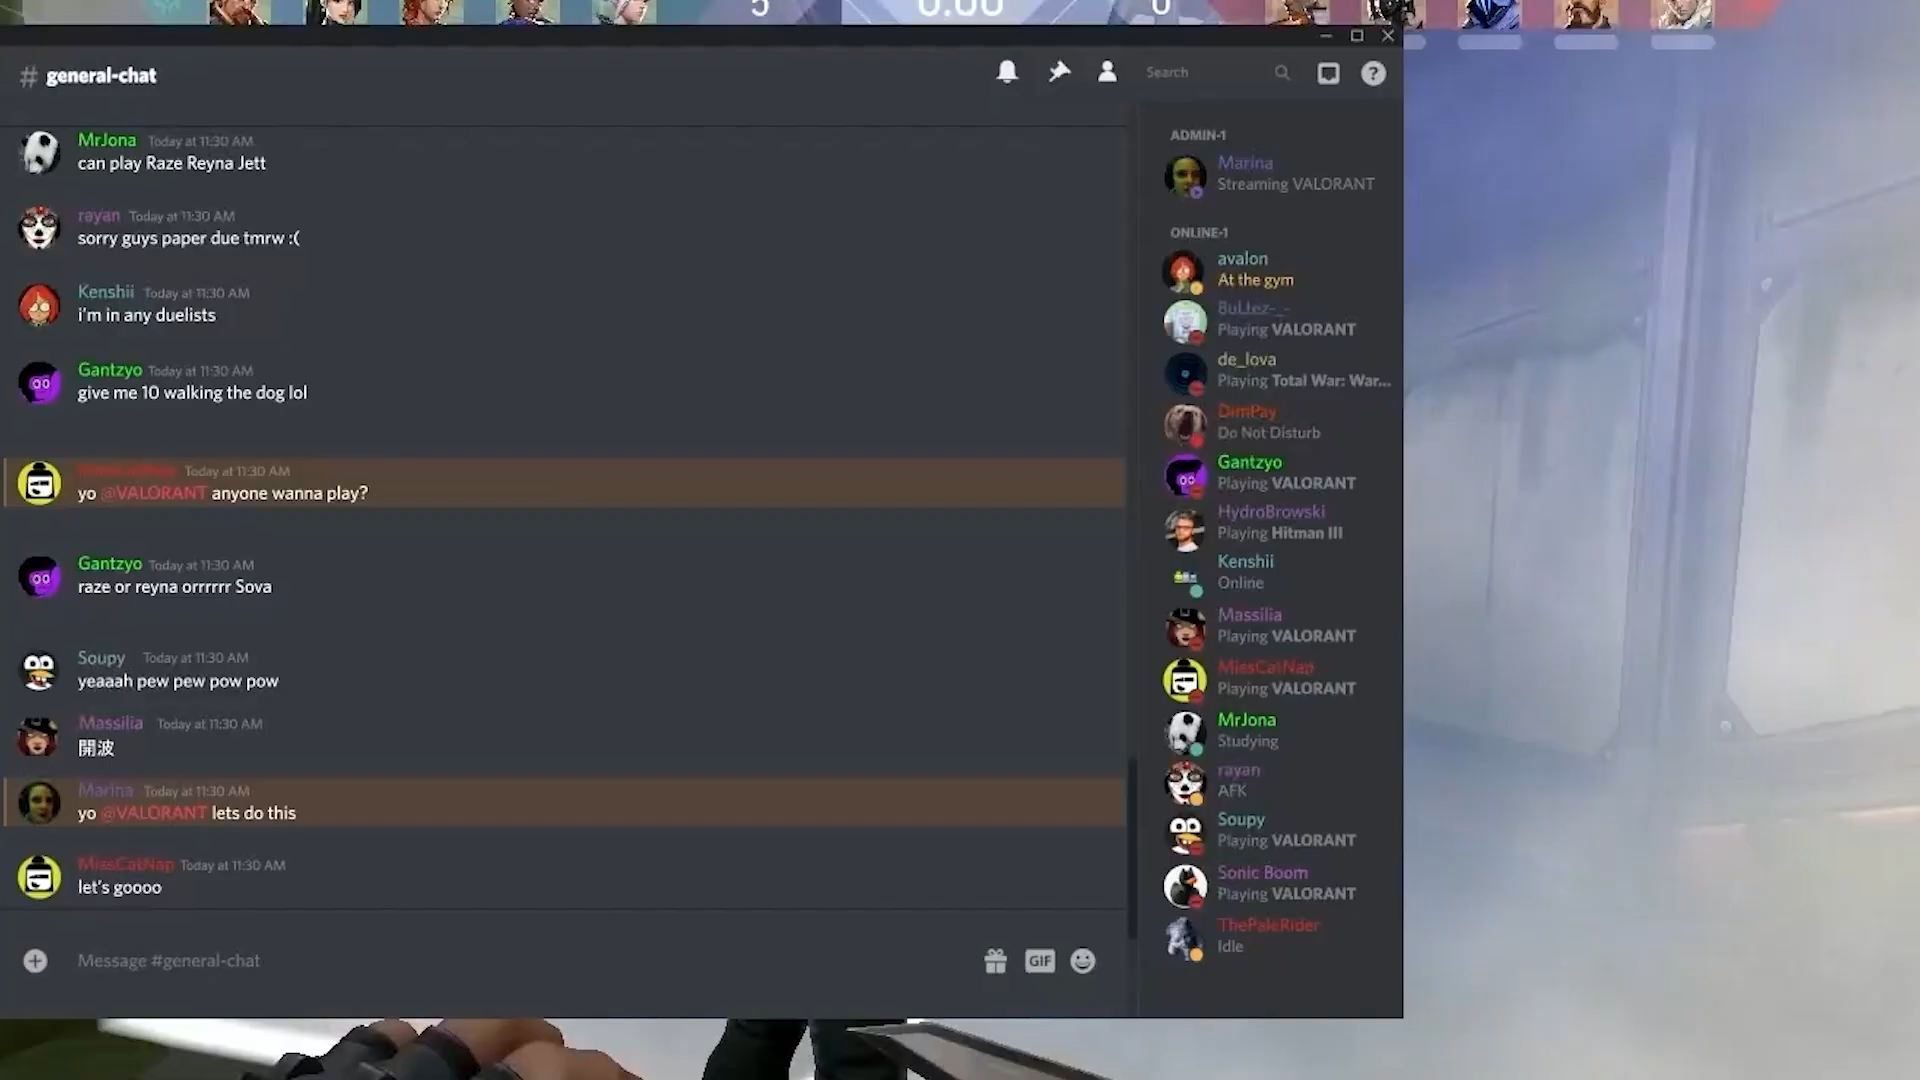 5
0:00
0
# general-chat
Search
MrJona Today at 11:30 AM
can play Raze Reyna Jett
rayan Today at 11:30 AM
sorry guys paper due tmrw :(
Kenshii Today at 11:30 AM
i'm in any duelists
Gantzyo Today at 11:30 AM
give me 10 walking the dog lol
Today at 11:30 AM
yo @VALORANT anyone wanna play?
Gantzyo Today at 11:30 AM
raze or reyna orrrrrr Sova
Soupy Today at 11:30 AM
yeaaah pew pew pow pow
Massilia Today at 11:30 AM
開波
Marina Today at 11:30 AM
yo @VALORANT lets do this
MissCatNap Today at 11:30 AM
let's goooo
Message #general-chat
GIF
ADMIN-1
Marina
Streaming VALORANT
ONLINE-1
avalon
At the gym
BuLLez-_-
Playing VALORANT
de_lova
Playing Total War: War...
DimPay
Do Not Disturb
Gantzyo
Playing VALORANT
HydroBrowski
Playing Hitman III
Kenshii
Online
Massilia
Playing VALORANT
MissCatNap
Playing VALORANT
MrJona
Studying
rayan
AFK
Soupy
Playing VALORANT
Sonic Boom
Playing VALORANT
ThePaleRider
Idle